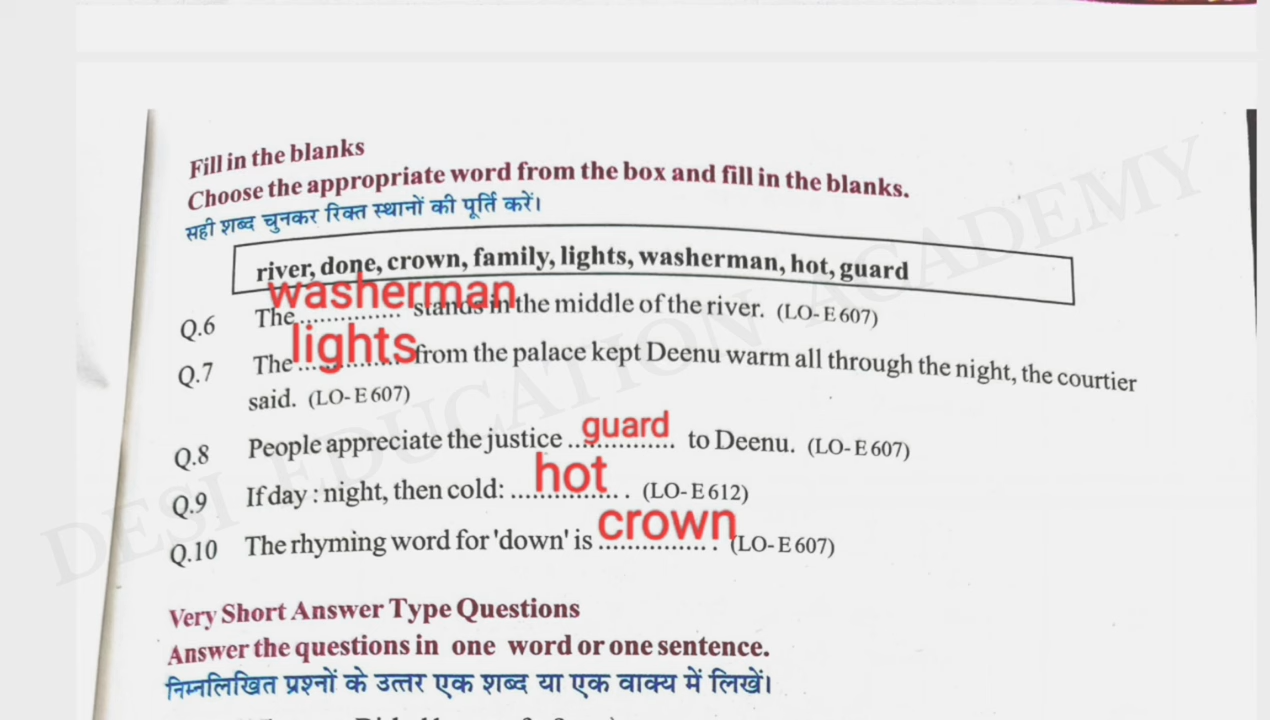 Fill in the blanks
Choose the appropriate word from the box and fill in the blanks.
सही शब्द चुनकर रिक्त स्थानों की पूर्ति करें।
river, done, crown, family, lights, washerman, hot, guard
Q.6 The washerman stands in the middle of the river. (LO-E607)
Q.7 The lights from the palace kept Deenu warm all through the night, the courtier
said. (LO-E607)
Q.8 People appreciate the justice guard to Deenu. (LO-E607)
Q.9 If day : night, then cold: hot. (LO-E612)
Q.10 The rhyming word for 'down' is crown. (LO-E607)
Very Short Answer Type Questions
Answer the questions in one word or one sentence.
निम्नलिखित प्रश्नों के उत्तर एक शब्द या एक वाक्य में लिखें।
DESI EDUCATION ACADEMY